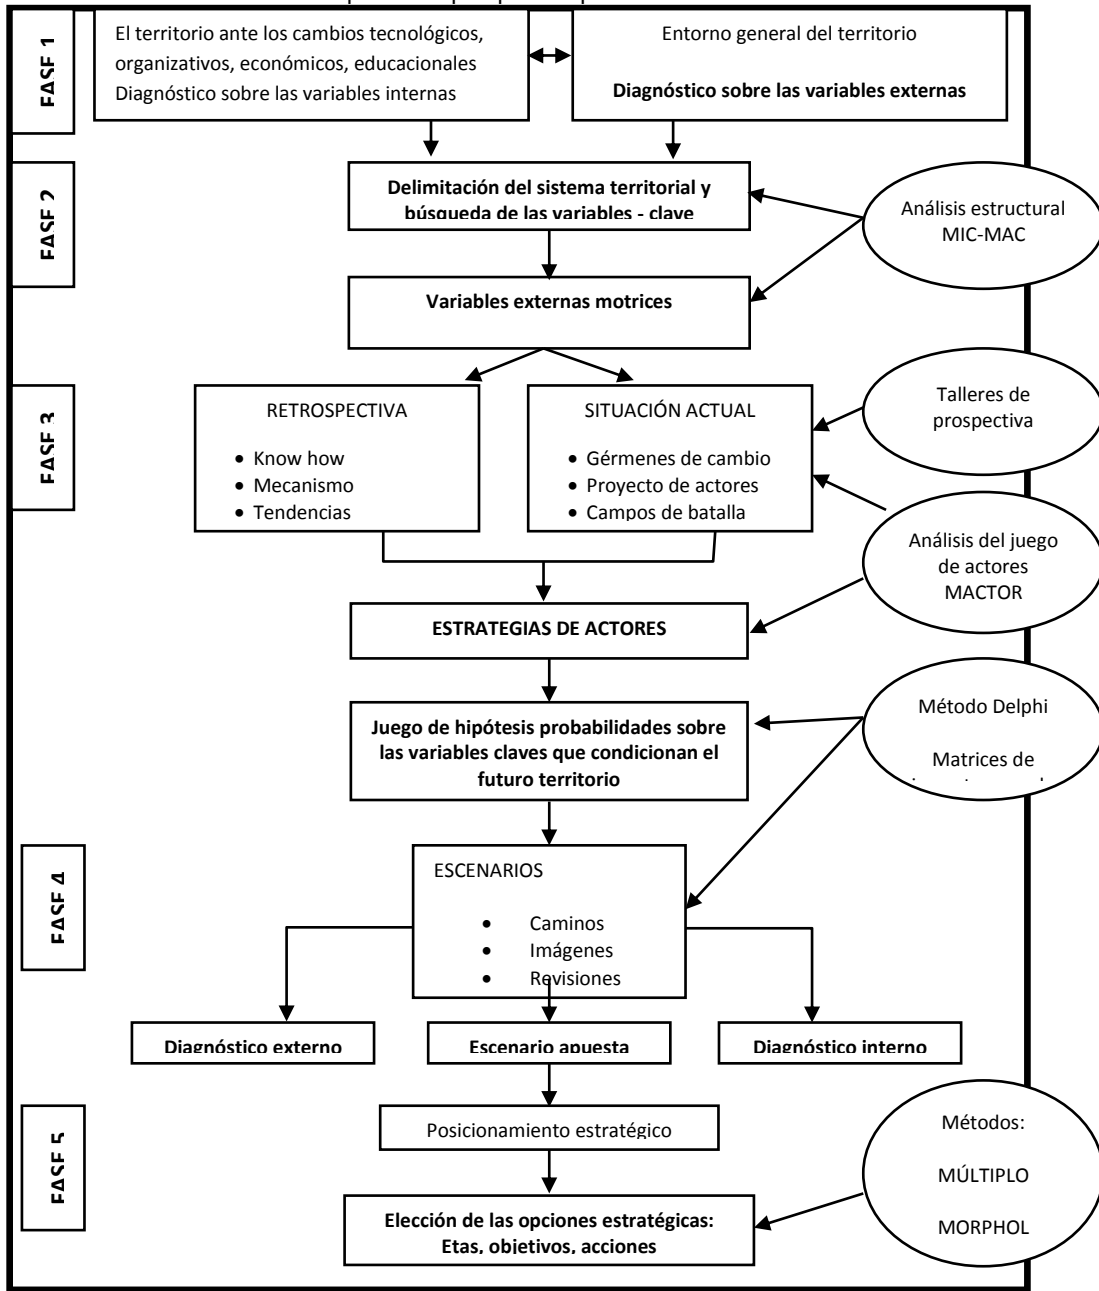 FASE 1
El territorio ante los cambios tecnológicos,
organizativos, económicos, educacionales
Diagnóstico sobre las variables internas
Entorno general del territorio
Diagnóstico sobre las variables externas
FASE 2
Delimitación del sistema territorial y
búsqueda de las variables - clave
Análisis estructural
MIC-MAC
Variables externas motrices
FASE 3
RETROSPECTIVA
• Know how
• Mecanismo
• Tendencias
SITUACIÓN ACTUAL
• Gérmenes de cambio
• Proyecto de actores
• Campos de batalla
Talleres de
prospectiva
Análisis del juego
de actores
MACTOR
ESTRATEGIAS DE ACTORES
Juego de hipótesis probabilidades sobre
las variables claves que condicionan el
futuro territorio
Método Delphi
Matrices de
FASE 4
ESCENARIOS
• Caminos
• Imágenes
• Revisiones
Diagnóstico externo
Escenario apuesta
Diagnóstico interno
FASE 5
Posicionamiento estratégico
Elección de las opciones estratégicas:
Etas, objetivos, acciones
Métodos:
MÚLTIPLO
MORPHOL